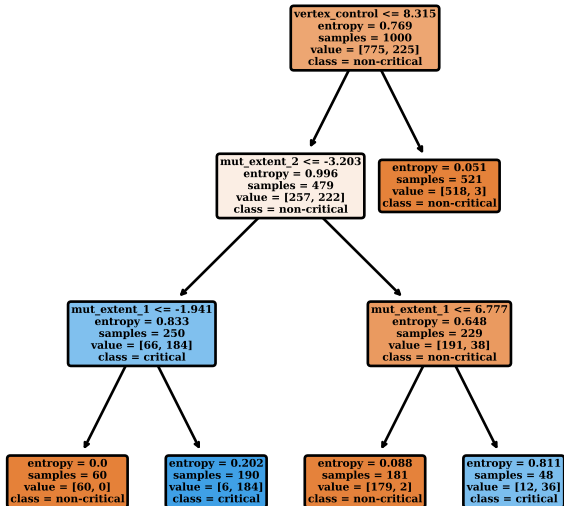 vertex_control <= 8.315
entropy = 0.769
samples = 1000
value = [775, 225]
class = non-critical
mut_extent_2 <= -3.203
entropy = 0.996
samples = 479
value = [257, 222]
class = non-critical
entropy = 0.051
samples = 521
value = [518, 3]
class = non-critical
mut_extent_1 <= -1.941
entropy = 0.833
samples = 250
value = [66, 184]
class = critical
mut_extent_1 <= 6.777
entropy = 0.648
samples = 229
value = [191, 38]
class = non-critical
entropy = 0.0
samples = 60
value = [60, 0]
class = non-critical
entropy = 0.202
samples = 190
value = [6, 184]
class = critical
entropy = 0.088
samples = 181
value = [179, 2]
class = non-critical
entropy = 0.811
samples = 48
value = [12, 36]
class = critical